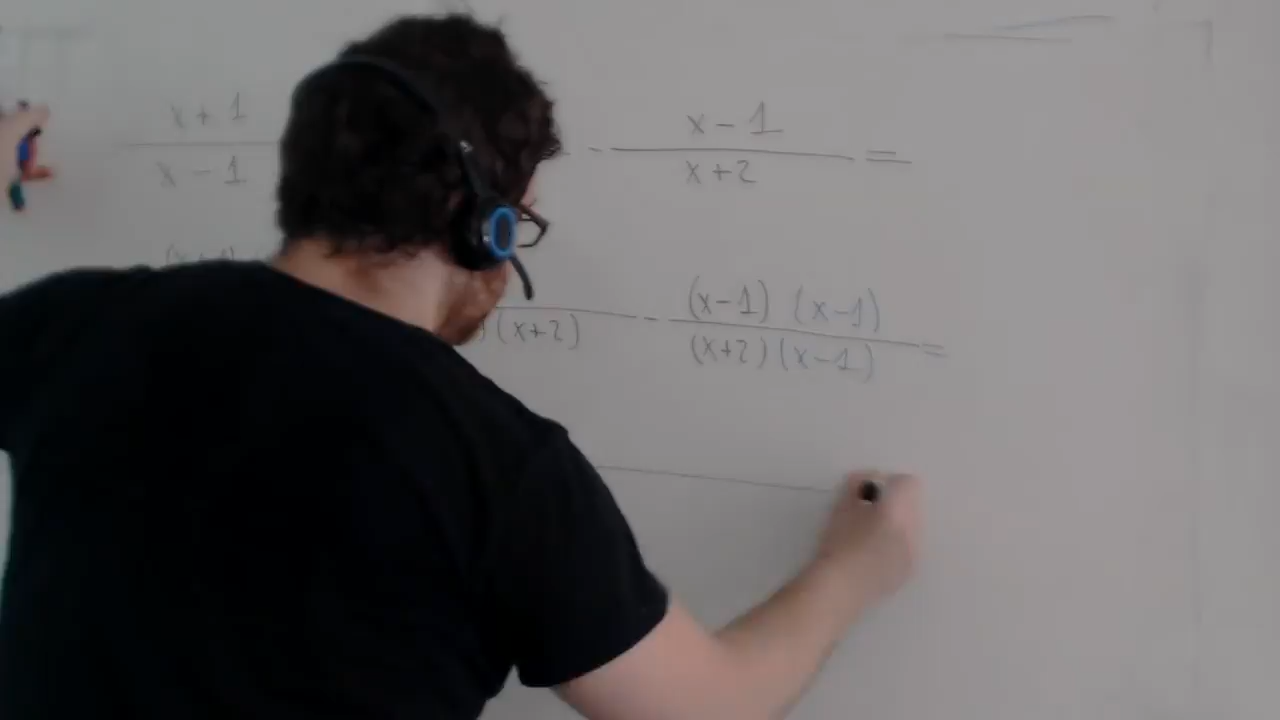 x + 1 - x - 1 =
x - 1 x + 2
(x-1) (x-1)
(x+2) - =
(x+2)(x-1)